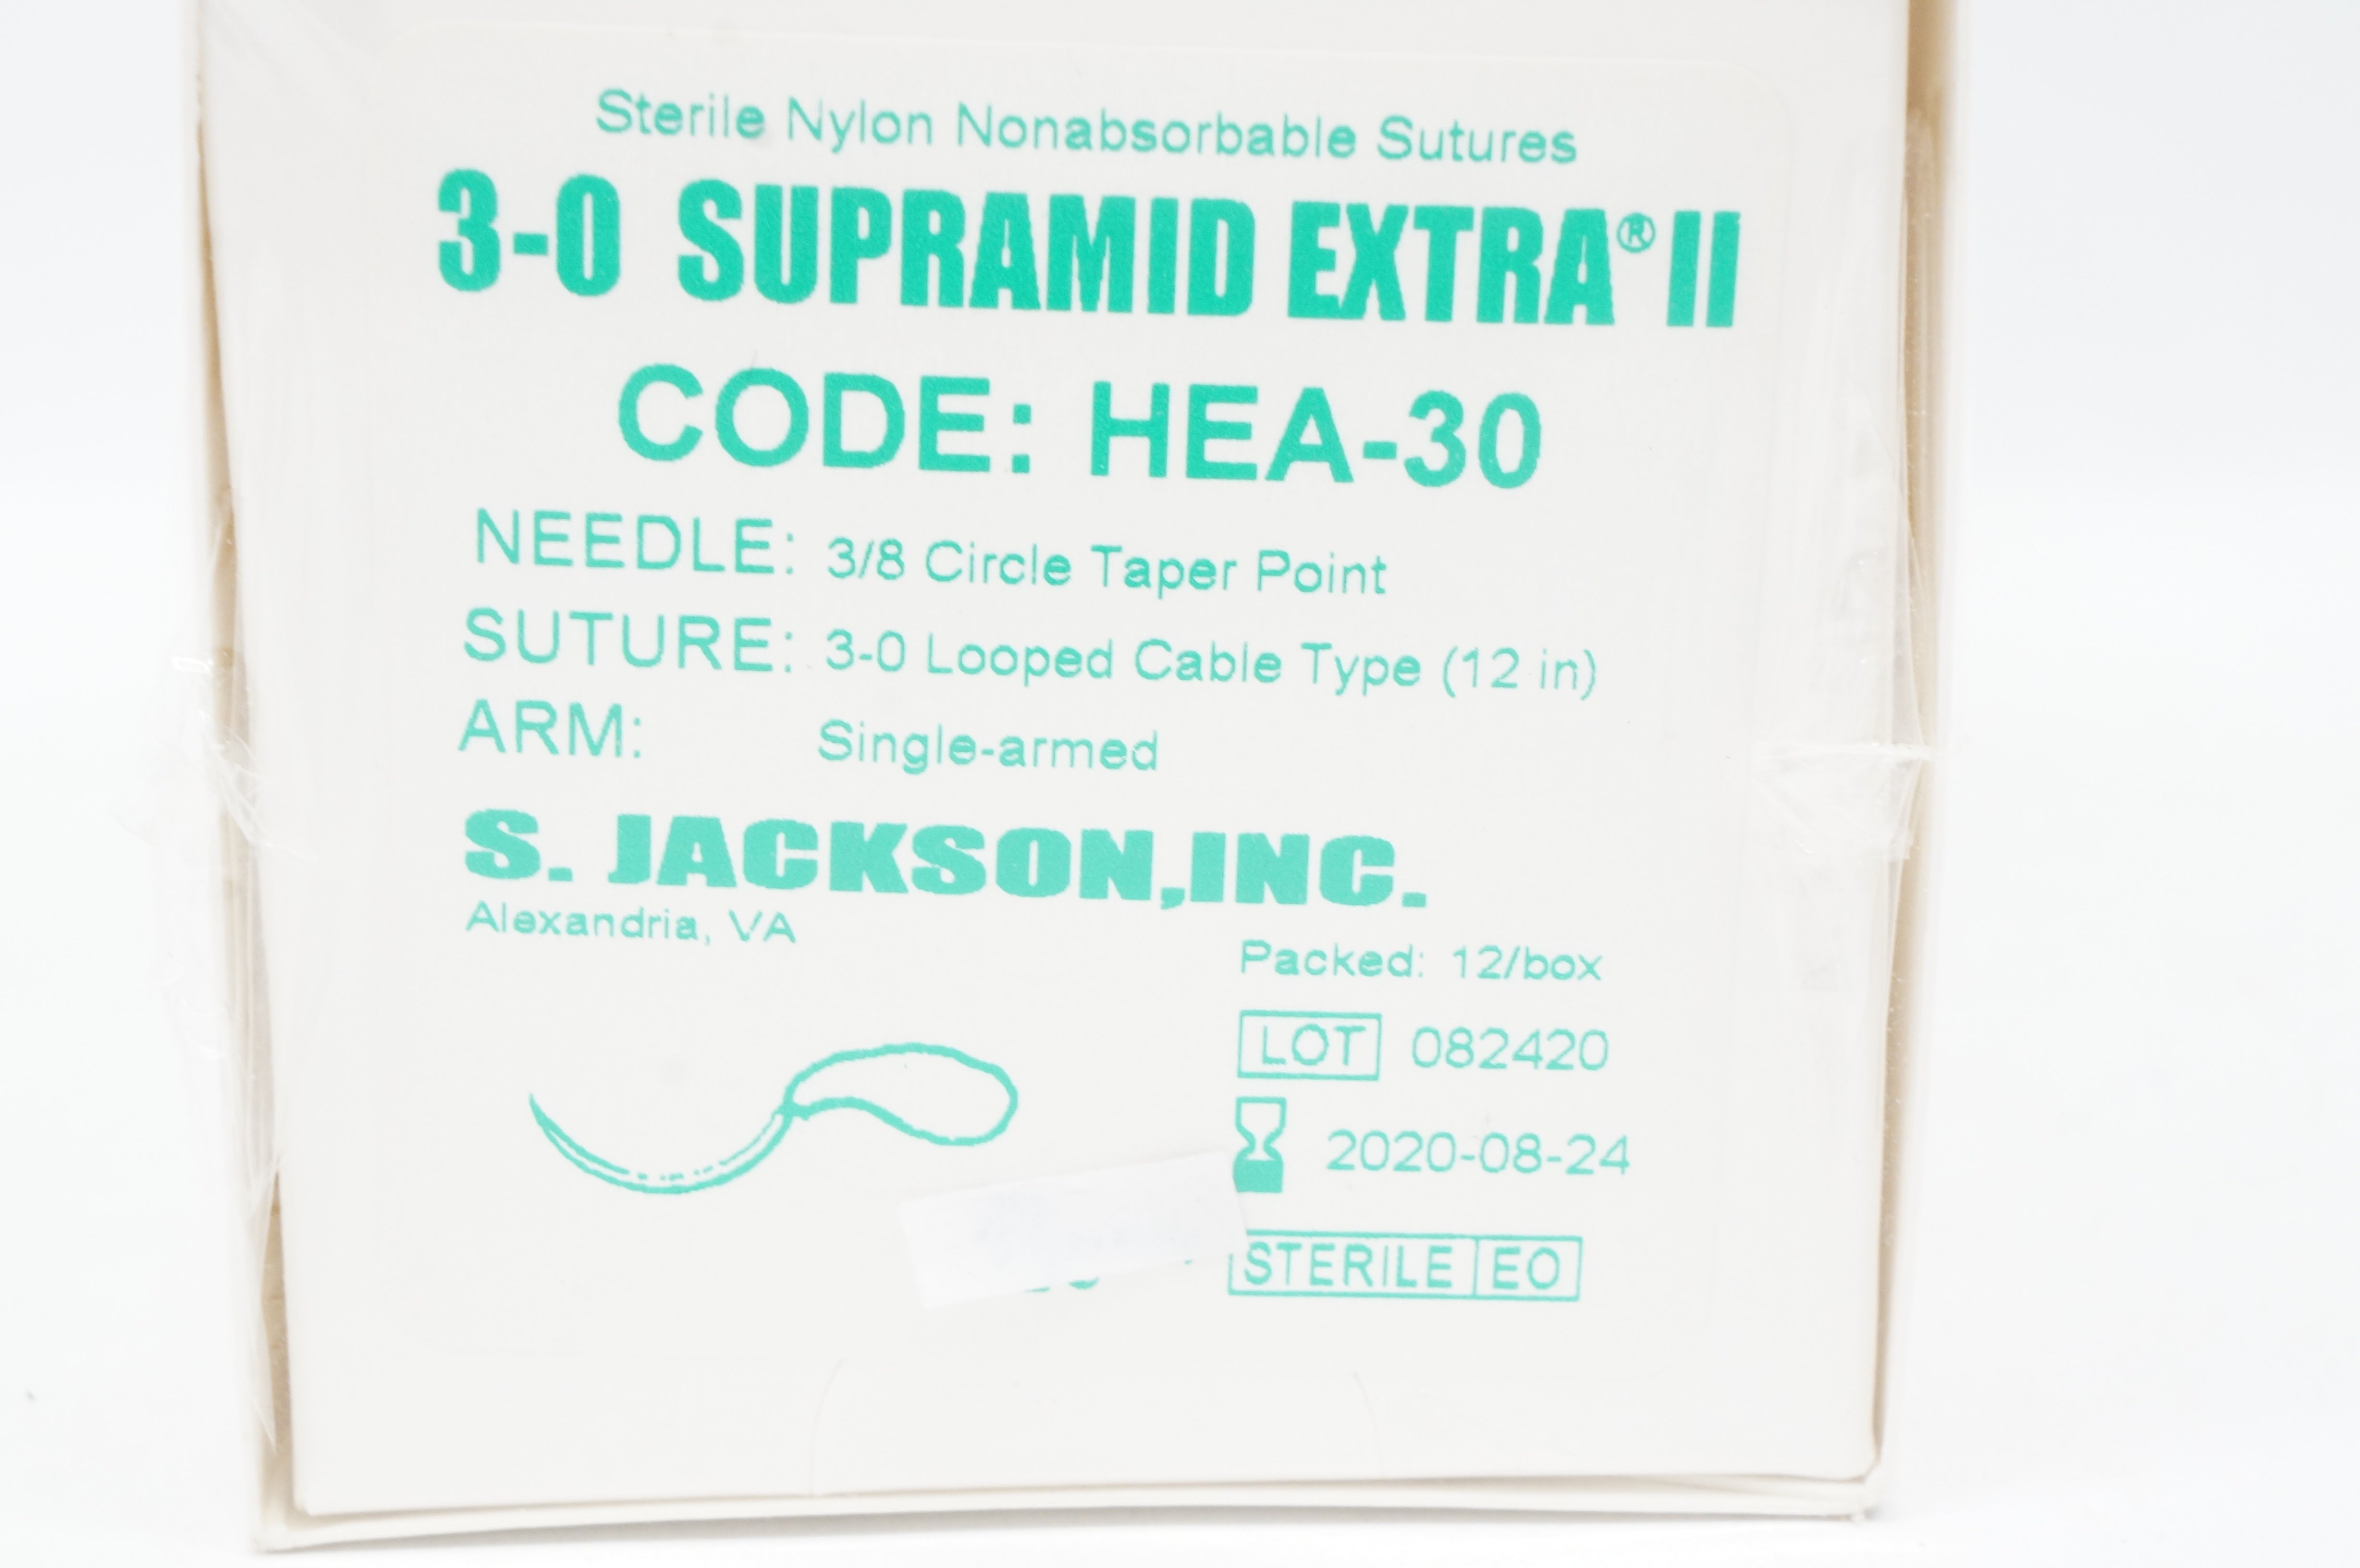 Sterile Nylon Nonabsorbable Sutures
3-0 SUPRAMID EXTRA® II
CODE: HEA-30
NEEDLE: 3/8 Circle Taper Point
SUTURE: 3-0 Looped Cable Type (12 in)
ARM: Single-armed
S. JACKSON,INC.
Alexandria, VA
Packed: 12/box
LOT 082420
2020-08-24
STERILE EO